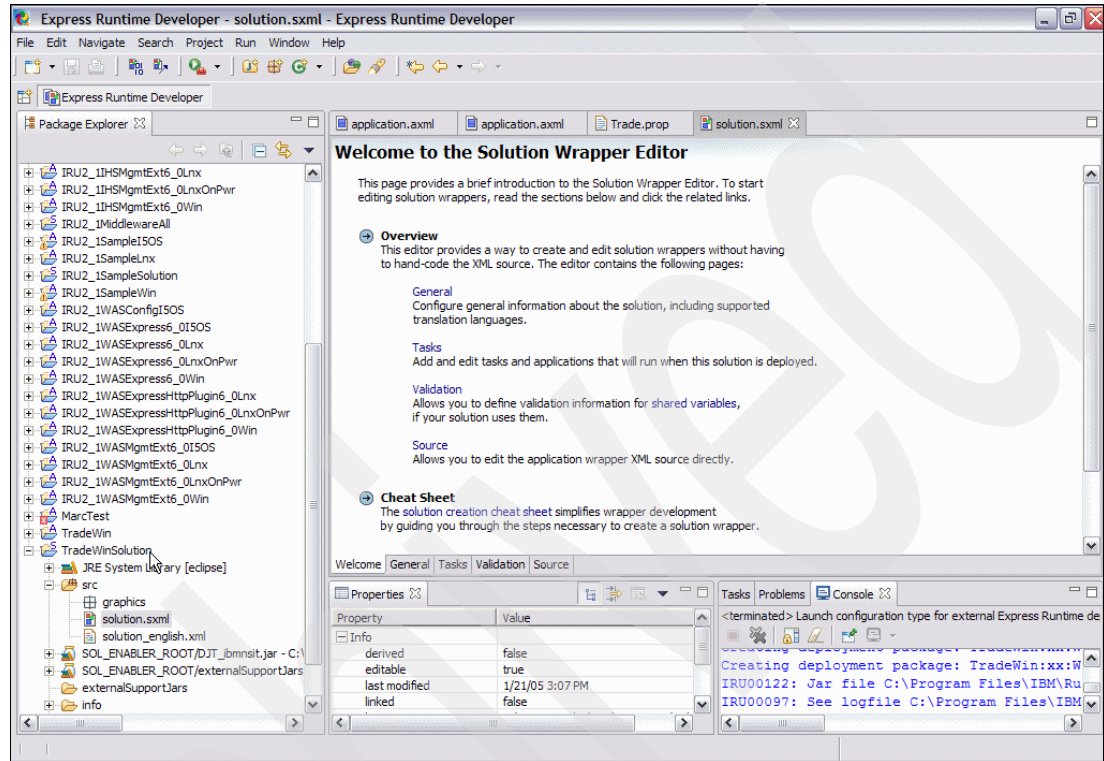 Express Runtime Developer - solution.sxml - Express Runtime Developer
File Edit Navigate Search Project Run Window Help
Express Runtime Developer
Package Explorer
IRU2_1IHSMgmtExt6_0Lnx
IRU2_1IHSMgmtExt6_0LnxOnPwr
IRU2_1IHSMgmtExt6_0Win
IRU2_1MiddlewareAll
IRU2_1SampleI5OS
IRU2_1SampleLnx
IRU2_1SampleSolution
IRU2_1SampleWin
IRU2_1WASConfigI5OS
IRU2_1WASExpress6_0I5OS
IRU2_1WASExpress6_0Lnx
IRU2_1WASExpress6_0LnxOnPwr
IRU2_1WASExpress6_0Win
IRU2_1WASExpressHttpPlugin6_0Lnx
IRU2_1WASExpressHttpPlugin6_0LnxOnPwr
IRU2_1WASExpressHttpPlugin6_0Win
IRU2_1WASMgmtExt6_0I5OS
IRU2_1WASMgmtExt6_0Lnx
IRU2_1WASMgmtExt6_0LnxOnPwr
IRU2_1WASMgmtExt6_0Win
MarcTest
TradeWin
TradeWinSolution
JRE System Library [eclipse]
src
graphics
solution.sxml
solution_english.xml
SOL_ENABLER_ROOT/DJT_ibmnsit.jar - C:\
SOL_ENABLER_ROOT/externalSupportJars
externalSupportJars
info
application.axml application.axml Trade.prop solution.sxml
Welcome to the Solution Wrapper Editor
This page provides a brief introduction to the Solution Wrapper Editor. To start
editing solution wrappers, read the sections below and click the related links.
Overview
This editor provides a way to create and edit solution wrappers without having
to hand-code the XML source. The editor contains the following pages:
General
Configure general information about the solution, including supported
translation languages.
Tasks
Add and edit tasks and applications that will run when this solution is deployed.
Validation
Allows you to define validation information for shared variables,
if your solution uses them.
Source
Allows you to edit the application wrapper XML source directly.
Cheat Sheet
The solution creation cheat sheet simplifies wrapper development
by guiding you through the steps necessary to create a solution wrapper.
Welcome General Tasks Validation Source
Properties
Property Value
Info
derived false
editable true
last modified 1/21/05 3:07 PM
linked false
Tasks Problems Console
<terminated> Launch configuration type for external Express Runtime de
Creating deployment package: TradeWin:xx:W
Creating deployment package: TradeWin:xx:W
IRU00122: Jar file C:\Program Files\IBM\Ru
IRU00097: See logfile C:\Program Files\IBM